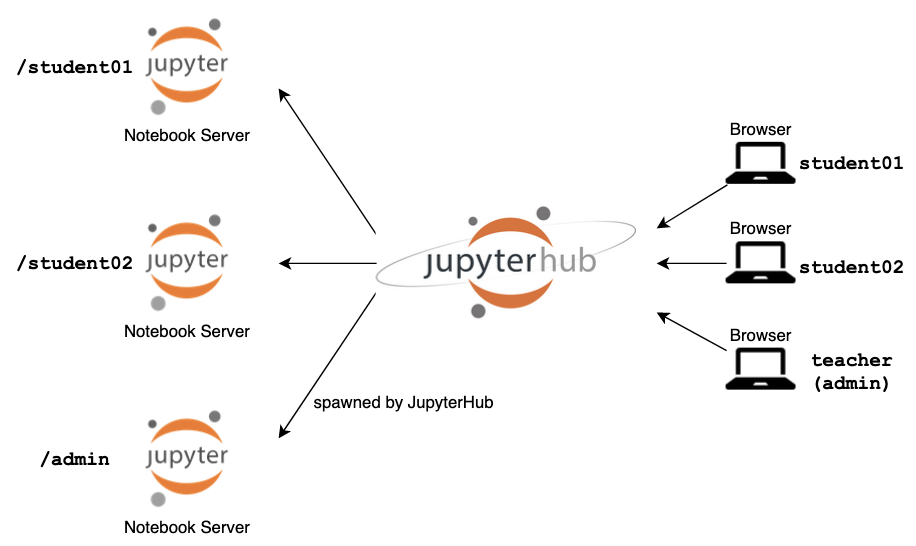 /student01
jupyter
Notebook Server
/student02
jupyter
Notebook Server
/admin
jupyter
Notebook Server
spawned by JupyterHub
jupyterhub
Browser
student01
Browser
student02
Browser
teacher
(admin)